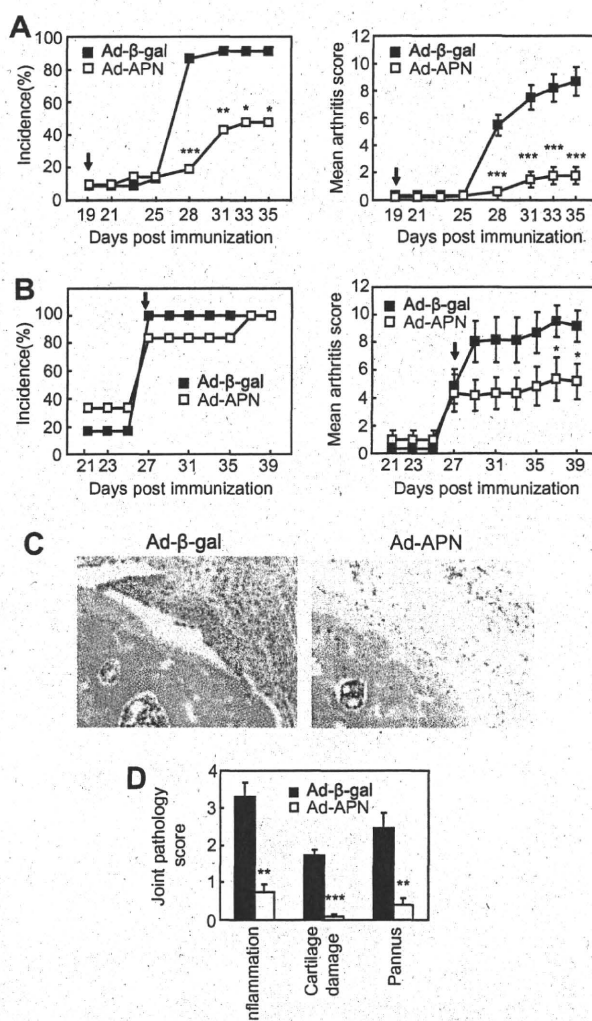 A
Incidence(%)
100
80
60
40
20
0
Ad-β-gal
Ad-APN
***
**
*
*
19 21 25 28 31 33 35
Days post immunization
Mean arthritis score
12
10
8
6
4
2
0
Ad-β-gal
Ad-APN
***
***
***
***
19 21 25 28 31 33 35
Days post immunization
B
Incidence(%)
100
80
60
40
20
0
Ad-β-gal
Ad-APN
21 23 27 31 35 39
Days post immunization
Mean arthritis score
12
10
8
6
4
2
0
Ad-β-gal
Ad-APN
*
*
21 23 27 31 35 39
Days post immunization
C
Ad-β-gal
Ad-APN
D
Joint pathology
score
4
3
2
1
0
Ad-β-gal
Ad-APN
**
***
**
nflammation
Cartilage
damage
Pannus